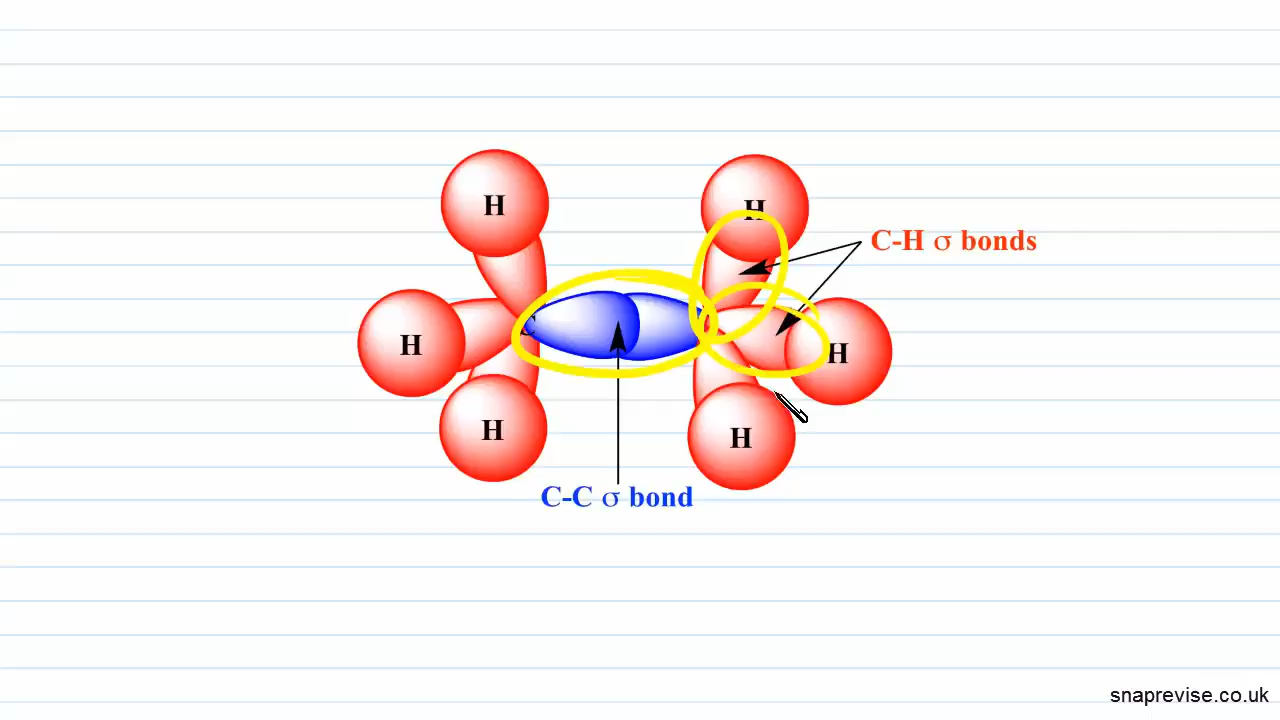 H
H
C-H σ bonds
C
H
H
H
H
C-C σ bond
snaprevise.co.uk